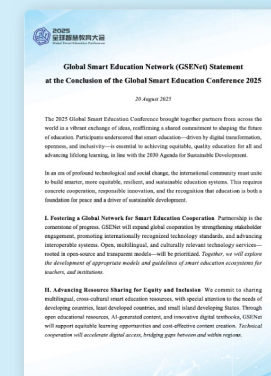 2025
全球智慧教育大会
Global Smart Education Network (GSENet) Statement
at the Conclusion of the Global Smart Education Conference 2025
20 August 2025
The 2025 Global Smart Education Conference brought together partners from across the
world in a vibrant exchange of ideas, reaffirming a shared commitment to shaping the future
of education. Participants underscored that smart education—driven by digital transformation,
openness, and inclusivity—is essential to achieving equitable, quality education for all and
advancing lifelong learning, in line with the 2030 Agenda for Sustainable Development.
In an era of profound technological and social change, the international community must unite
to build smarter, more equitable, resilient, and sustainable education systems. This requires
concrete cooperation, responsible innovation, and the recognition that education is both a
foundation for peace and a driver of sustainable development.
I. Fostering a Global Network for Smart Education Cooperation Partnership is the
cornerstone of progress. GSENet will expand global cooperation by strengthening stakeholder
engagement, promoting internationally recognized technology standards, and advancing
interoperable systems. Open, multilingual, and culturally relevant technology services—
rooted in open-source and transparent models—will be prioritized. Together, we will explore
the development of appropriate models and guidelines of smart education ecosystems for
teachers, and institutions.
II. Advancing Resource Sharing for Equity and Inclusion We commit to sharing
multilingual, cross-cultural smart education resources, with special attention to the needs of
developing countries, least developed countries, and small island developing States. Through
open educational resources, AI-generated content, and innovative digital textbooks, GSENet
will support equitable learning opportunities and cost-effective content creation. Technical
cooperation will accelerate digital access, bridging gaps between and within regions.